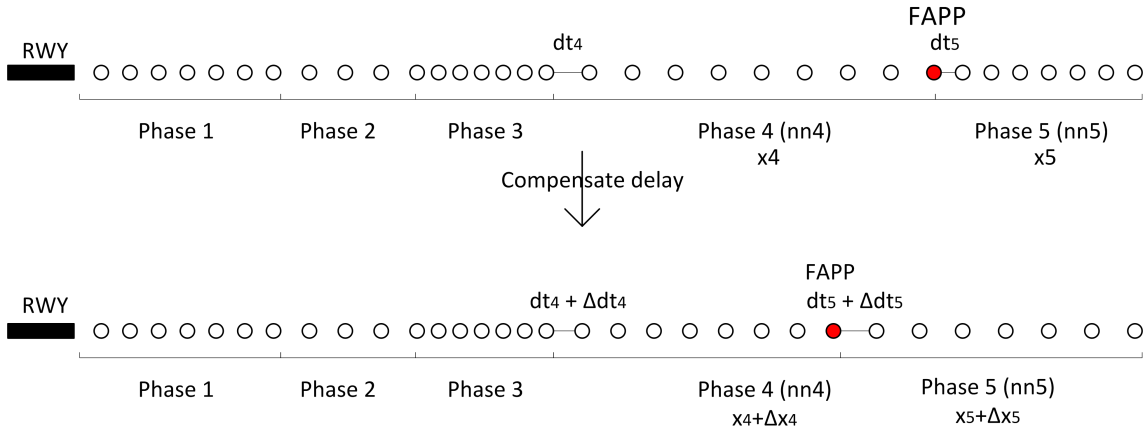 FAPP
RWY
dt4
dt5
Phase 1
Phase 2
Phase 3
Phase 4 (nn4)
x4
Phase 5 (nn5)
x5
Compensate delay
FAPP
RWY
dt4 + Δdt4
dt5 + Δdt5
Phase 1
Phase 2
Phase 3
Phase 4 (nn4)
x4+Δx4
Phase 5 (nn5)
x5+Δx5